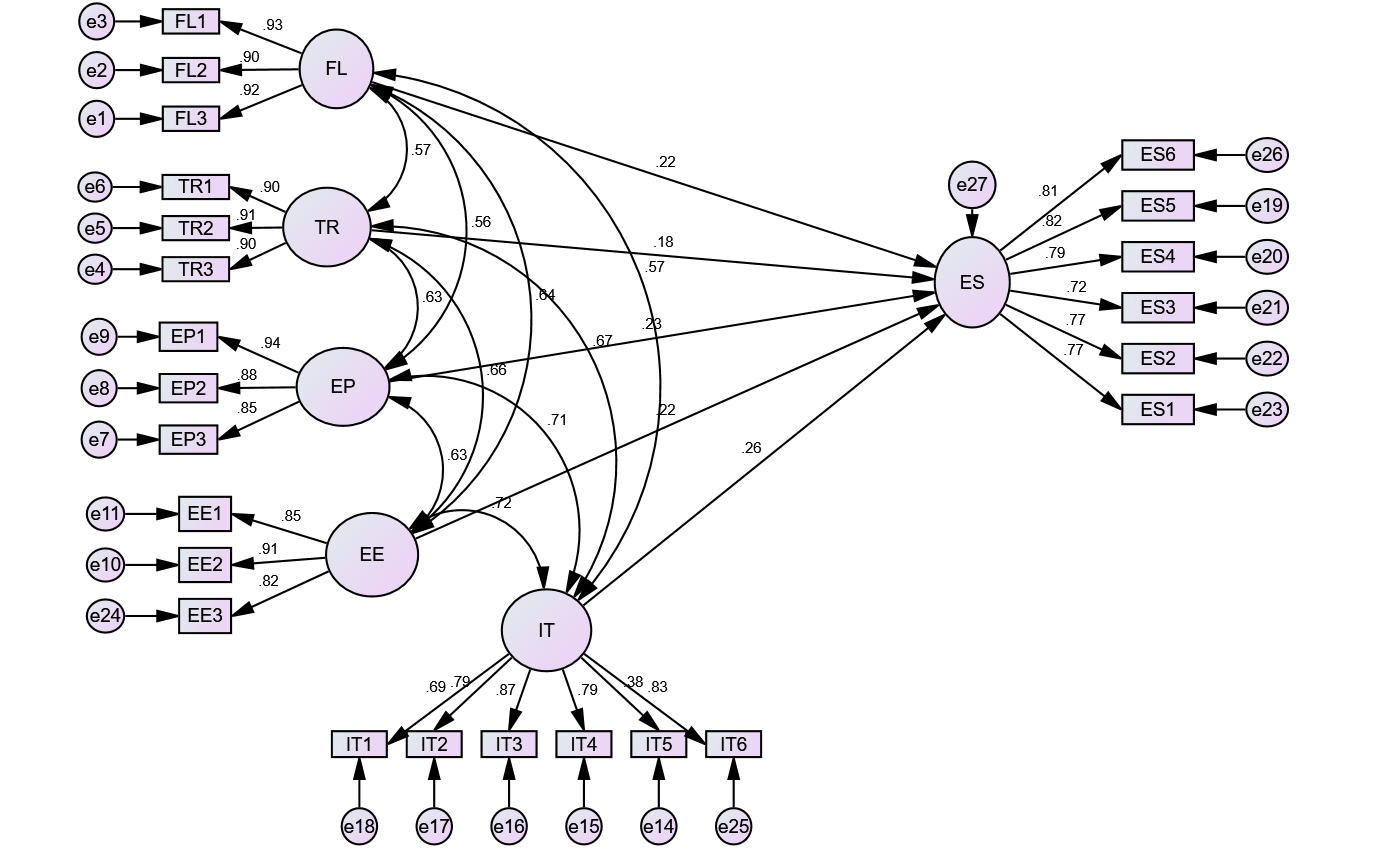 e3 FL1 .93
e2 FL2 .90 FL
e1 FL3 .92
.57
e6 TR1 .90
e5 TR2 .91 TR
e4 TR3 .90
.56
.22
.18
.57
.63
.64
.23
.67
e9 EP1 .94
e8 EP2 .88 EP
e7 EP3 .85
.66
.71
.22
.63
.26
.72
e11 EE1 .85
e10 EE2 .91 EE
e24 EE3 .82
e27
ES
.81 ES6 e26
.82 ES5 e19
.79 ES4 e20
.72 ES3 e21
.77 ES2 e22
.77 ES1 e23
IT
.69 .79 .87 .79 .38 .83
IT1 IT2 IT3 IT4 IT5 IT6
e18 e17 e16 e15 e14 e25